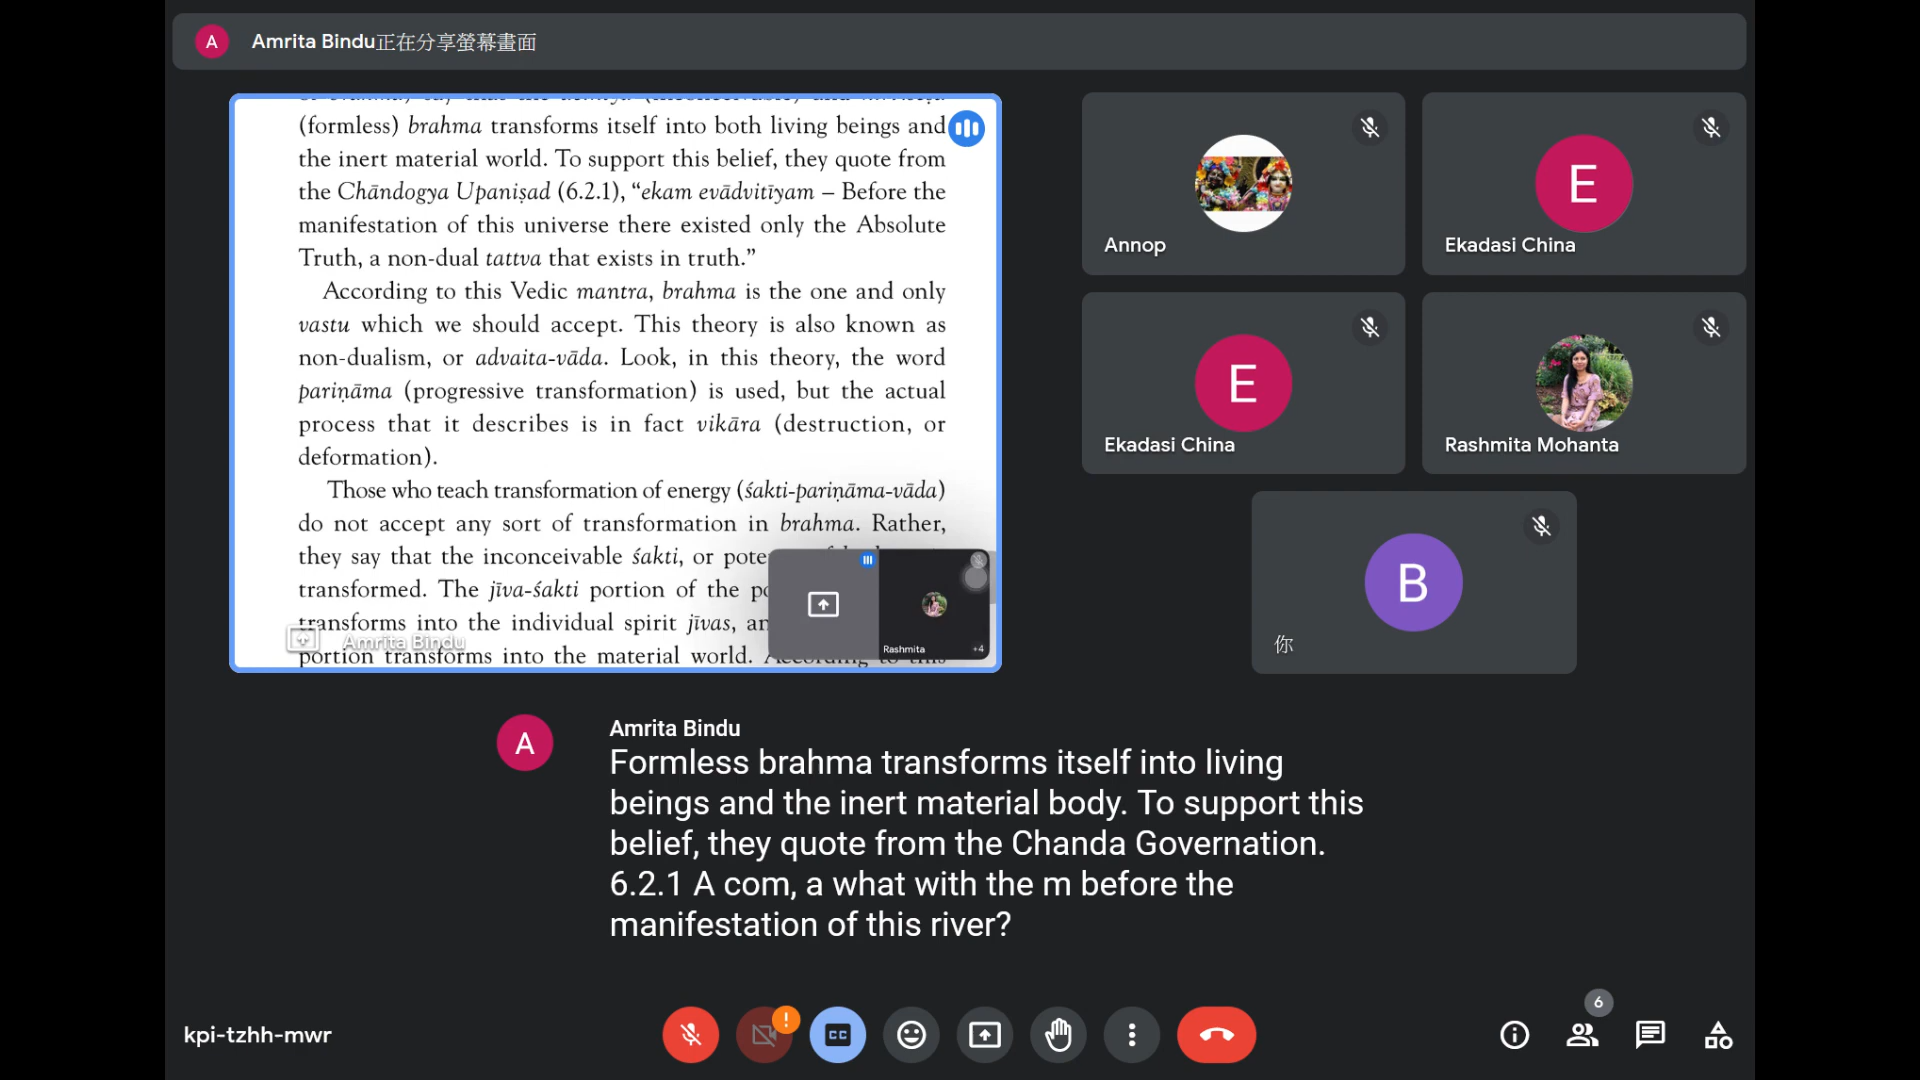 A
Amrita Bindu正在分享螢幕畫面
(formless) brahma transforms itself into both living beings and
the inert material world. To support this belief, they quote from
the Chāndogya Upaniṣad (6.2.1), “ekam evādvitīyam – Before the
manifestation of this universe there existed only the Absolute
Truth, a non-dual tattva that exists in truth.”
According to this Vedic mantra, brahma is the one and only
vastu which we should accept. This theory is also known as
non-dualism, or advaita-vāda. Look, in this theory, the word
pariṇāma (progressive transformation) is used, but the actual
process that it describes is in fact vikāra (destruction, or
deformation).
Those who teach transformation of energy (śakti-pariṇāma-vāda)
do not accept any sort of transformation in brahma. Rather,
they say that the inconceivable śakti, or
transformed. The jīva-śakti portion of the
transforms into the individual spirit jīvas,
portion transforms into the material world.
Amrita Bindu
Rashmita
+4
Annop
E
Ekadasi China
E
Ekadasi China
Rashmita Mohanta
B
你
A
Amrita Bindu
Formless brahma transforms itself into living
beings and the inert material body. To support this
belief, they quote from the Chanda Governation.
6.2.1 A com, a what with the m before the
manifestation of this river?
kpi-tzhh-mwr
!
CC
6